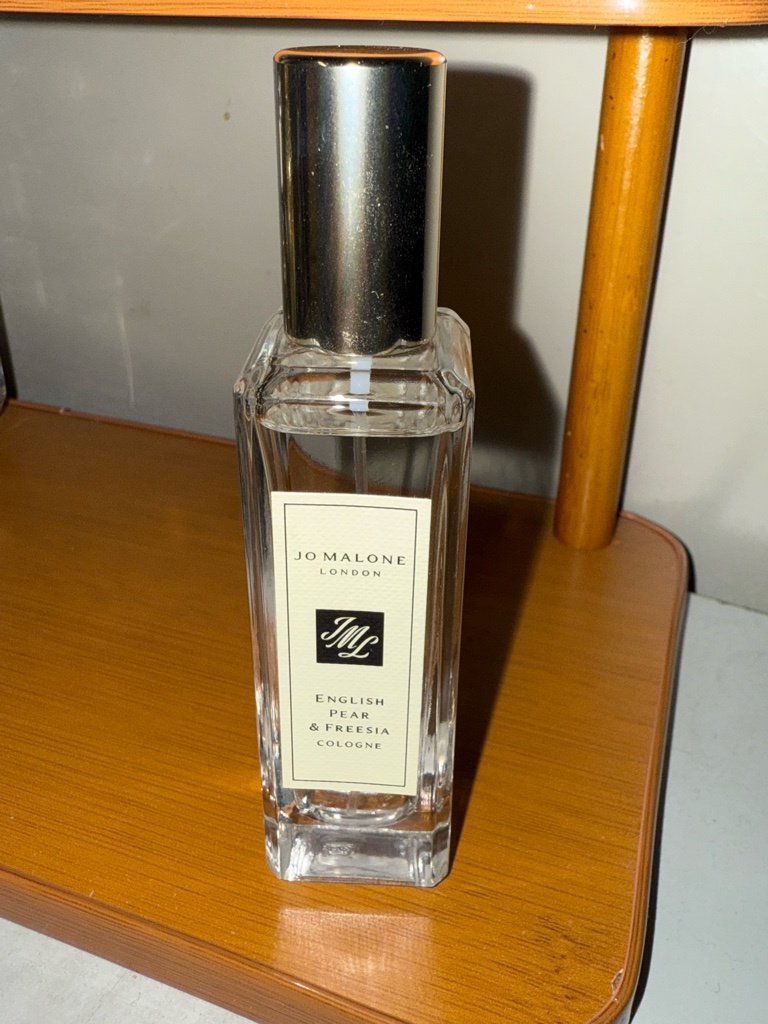 JO MALONE
LONDON
JML
ENGLISH
PEAR
& FREESIA
COLOGNE